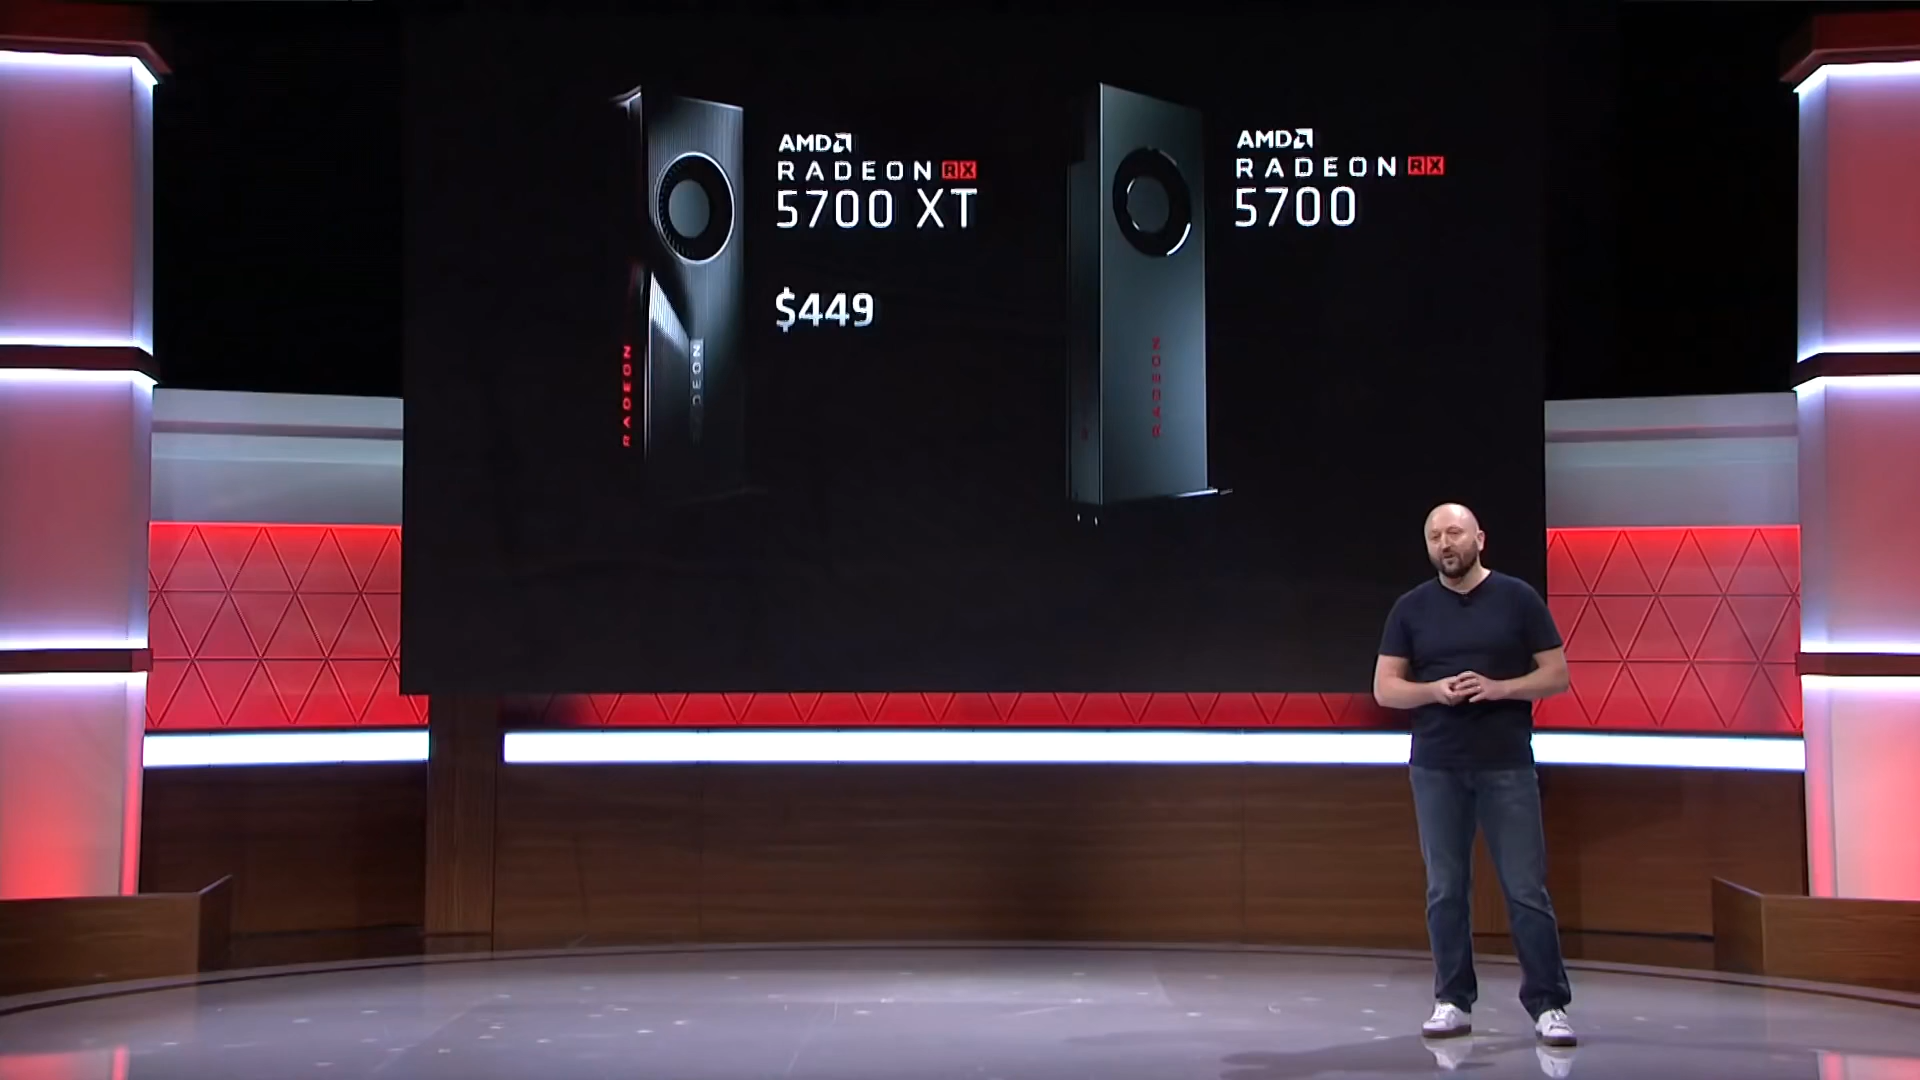 AMD
RADEON RX
5700 XT
$449
RADEON
AMD
RADEON RX
5700
RADEON